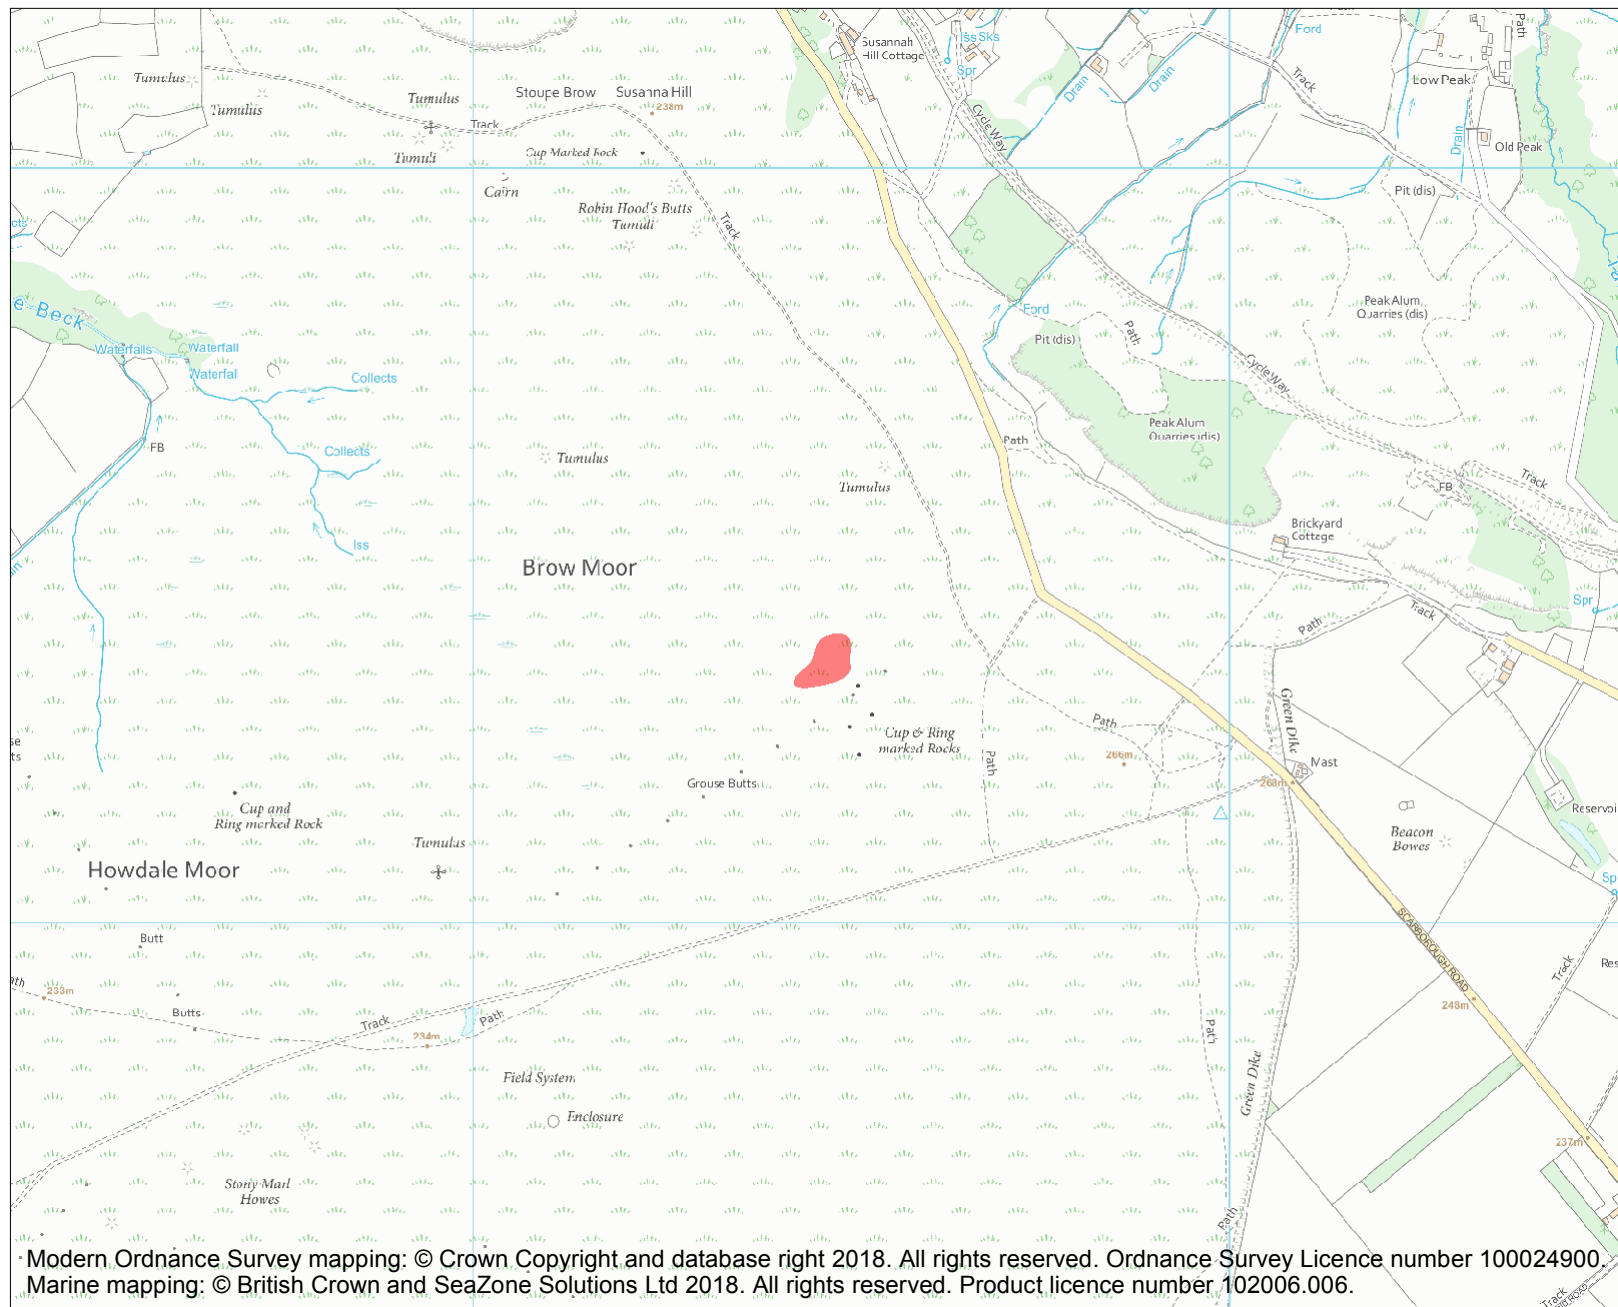 Susannah
Hill Cottage
Iss Sks
Spr
Ford
Path
Drain
Drain
Track
Low Peak
Drain
Old Peak
Pit (dis)
Tumulus
Tumulus
Tumulus
Stoupe Brow
Susanna Hill
238m
Track
Tumuli
Cup Marked Rock
Cairn
Robin Hood's Butts
Tumuli
Track
Cycle Way
Ford
Peak Alum
Quarries (dis)
Pit (dis)
Path
Cycle Way
e Beck
Waterfalls
Waterfall
Waterfall
Collects
Collects
FB
Iss
Tumulus
Tumulus
Path
Peak Alum
Quarries (dis)
Track
FB
Brickyard
Cottage
Spr
Track
Path
Brow Moor
Green Dike
Path
Path
Cup & Ring
marked Rocks
266m
Mast
268m
Grouse Butts
Reservoi
Beacon
Bowes
Cup and
Ring marked Rock
Tumulus
Howdale Moor
Sp
SCARBOROUGH ROAD
Butt
ath
233m
Butts
Track
Path
234m
248m
Track
Res
Path
Green Dike
Field System
Enclosure
237m
Stony Marl
Howes
Path
Track
Modern Ordnance Survey mapping: © Crown Copyright and database right 2018. All rights reserved. Ordnance Survey Licence number 100024900.
Marine mapping: © British Crown and SeaZone Solutions Ltd 2018. All rights reserved. Product licence number 102006.006.